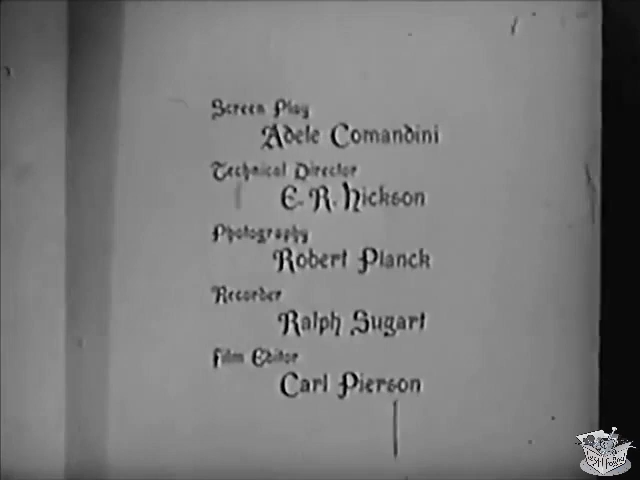 Screen Play
Adele Comandini
Technical Director
E. R. Hickson
Photography
Robert Planck
Recorder
Ralph Sugart
Film Editor
Carl Pierson